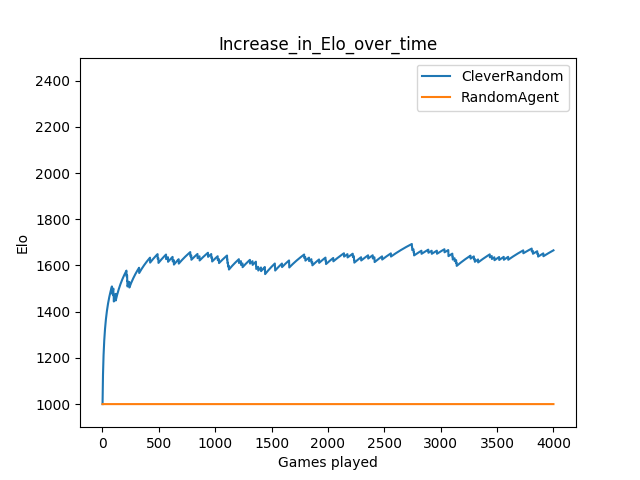 Increase_in_Elo_over_time
CleverRandom
RandomAgent
2400
2200
2000
1800
1600
1400
1200
1000
Elo
0 500 1000 1500 2000 2500 3000 3500 4000
Games played